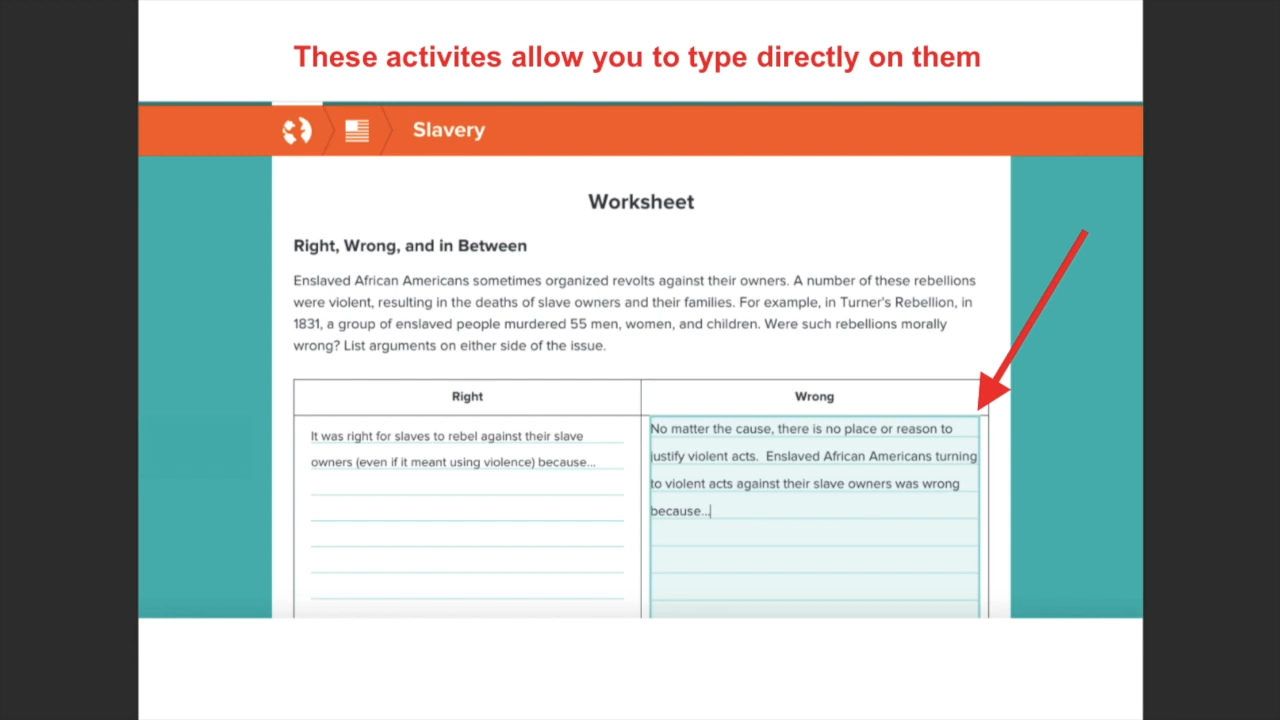 These activites allow you to type directly on them
Slavery
Worksheet
Right, Wrong, and in Between
Enslaved African Americans sometimes organized revolts against their owners. A number of these rebellions
were violent, resulting in the deaths of slave owners and their families. For example, in Turner's Rebellion, in
1831, a group of enslaved people murdered 55 men, women, and children. Were such rebellions morally
wrong? List arguments on either side of the issue.
Right
Wrong
It was right for slaves to rebel against their slave
owners (even if it meant using violence) because...
No matter the cause, there is no place or reason to
justify violent acts.  Enslaved African Americans turning
to violent acts against their slave owners was wrong
because...